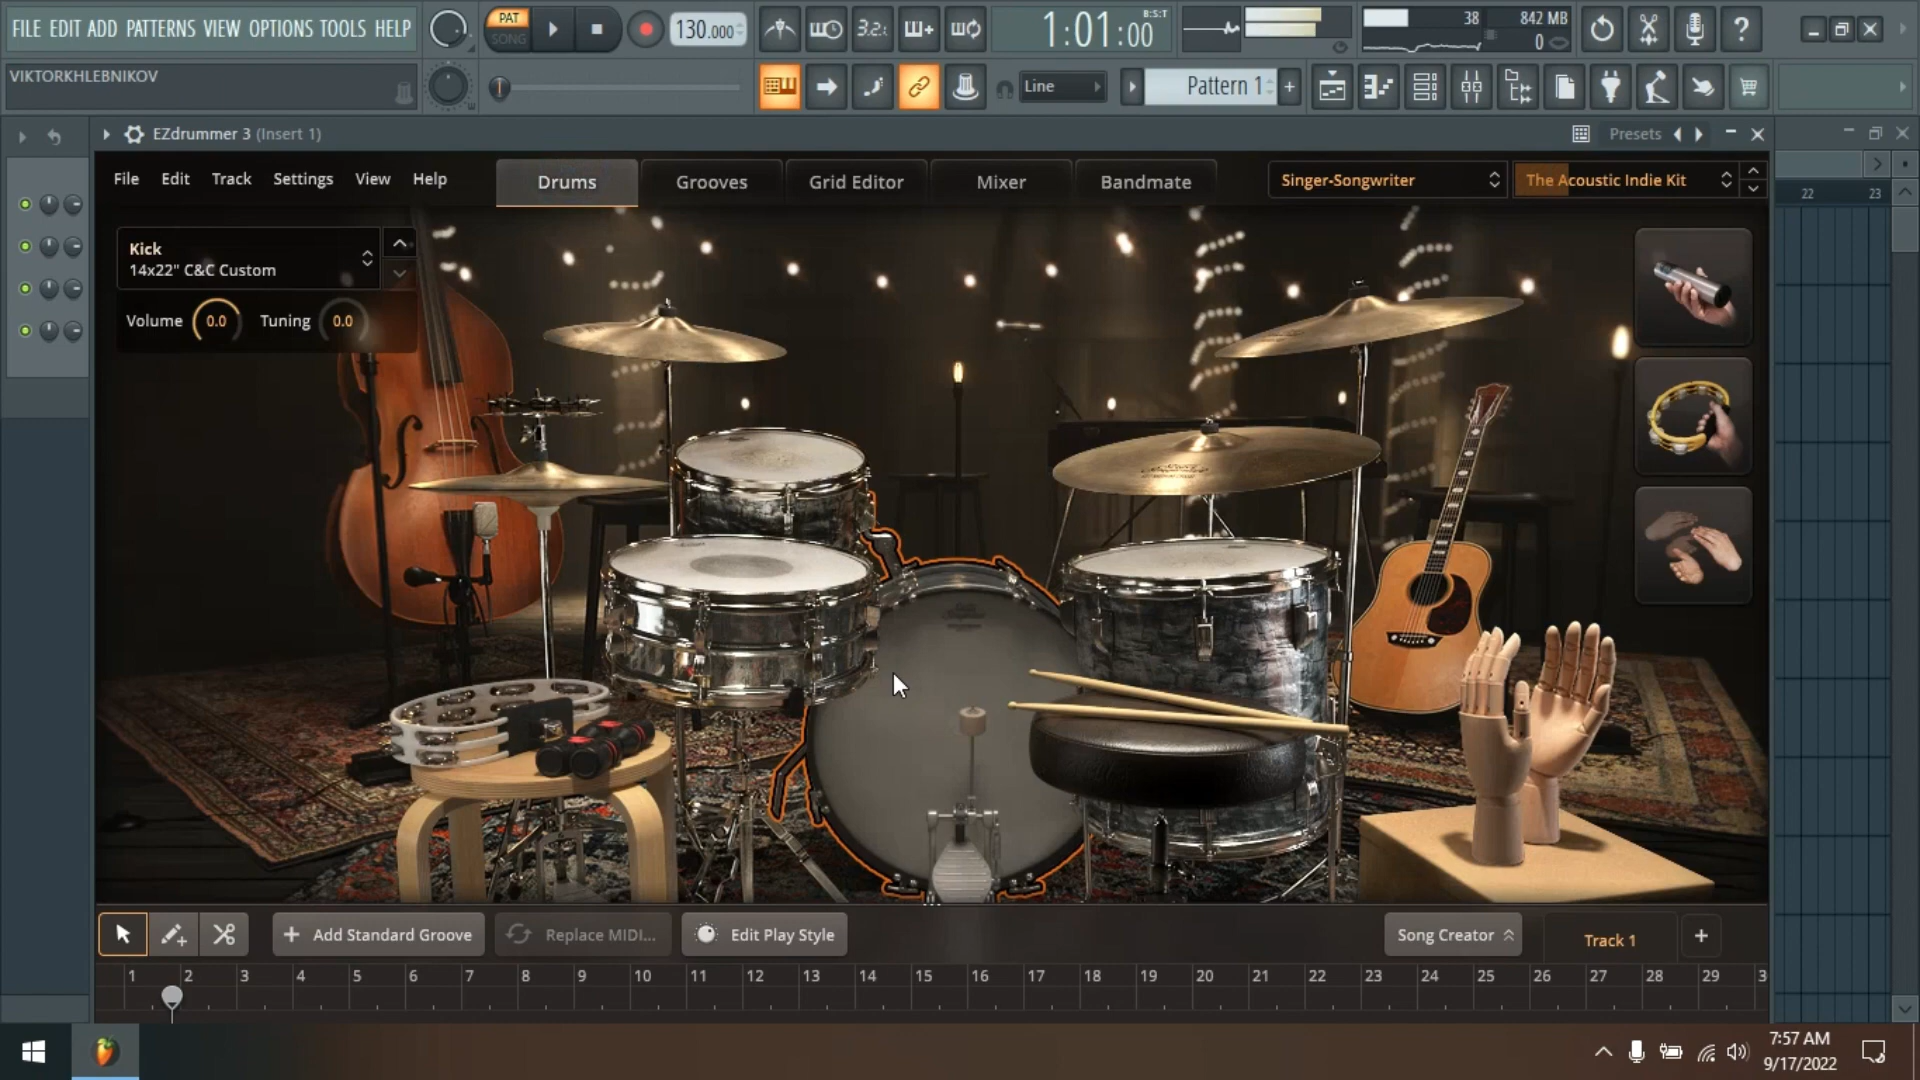 FILE EDIT ADD PATTERNS VIEW OPTIONS TOOLS HELP
PAT
SONG
130.000
3.2.:
1:01:00
B:S:T
38
842 MB
0
VIKTORKHLEBNIKOV
Line
Pattern 1
EZdrummer 3 (Insert 1)
Presets
File Edit Track Settings View Help
Drums
Grooves
Grid Editor
Mixer
Bandmate
Singer-Songwriter
The Acoustic Indie Kit
22 23
Kick
14x22" C&C Custom
Volume 0.0 Tuning 0.0
Add Standard Groove
Replace MIDI...
Edit Play Style
Song Creator
Track 1
1 2 3 4 5 6 7 8 9 10 11 12 13 14 15 16 17 18 19 20 21 22 23 24 25 26 27 28 29 3
7:57 AM
9/17/2022